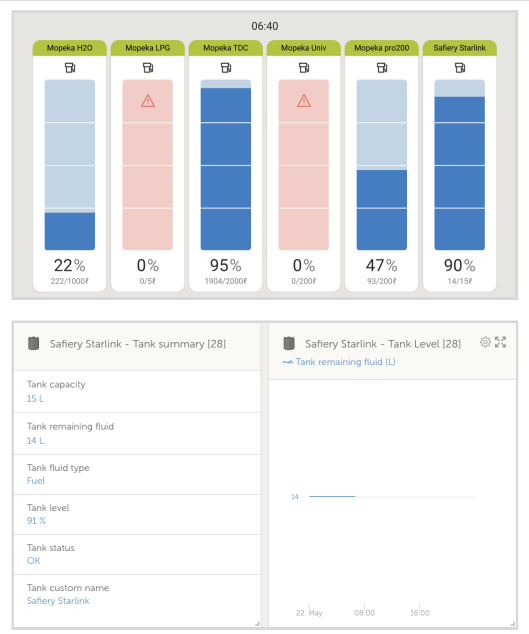 06:40
Mopeka H2O
Mopeka LPG
Mopeka TDC
Mopeka Univ
Mopeka pro200
Safiery Starlink
22%
0%
95%
0%
47%
90%
222/1000ℓ
0/5ℓ
1904/2000ℓ
0/200ℓ
93/200ℓ
14/15ℓ
Safiery Starlink - Tank summary [28]
Tank capacity
15 L
Tank remaining fluid
14 L
Tank fluid type
Fuel
Tank level
91 %
Tank status
OK
Tank custom name
Safiery Starlink
Safiery Starlink - Tank Level [28]
Tank remaining fluid (L)
14
22. May
08:00
16:00